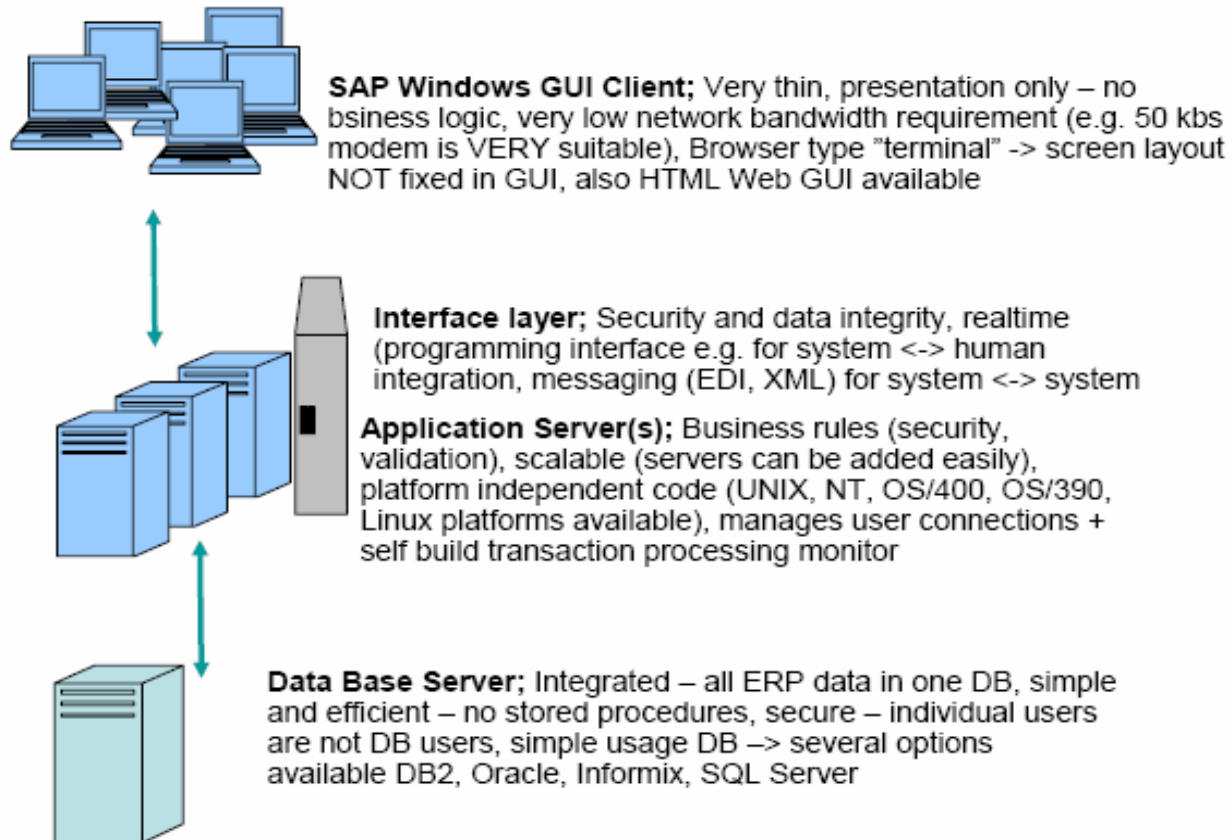 SAP Windows GUI Client; Very thin, presentation only – no
bsiness logic, very low network bandwidth requirement (e.g. 50 kbs
modem is VERY suitable), Browser type ”terminal” -> screen layout
NOT fixed in GUI, also HTML Web GUI available
Interface layer; Security and data integrity, realtime
(programming interface e.g. for system <-> human
integration, messaging (EDI, XML) for system <-> system
Application Server(s); Business rules (security,
validation), scalable (servers can be added easily),
platform independent code (UNIX, NT, OS/400, OS/390,
Linux platforms available), manages user connections +
self build transaction processing monitor
Data Base Server; Integrated – all ERP data in one DB, simple
and efficient – no stored procedures, secure – individual users
are not DB users, simple usage DB –> several options
available DB2, Oracle, Informix, SQL Server